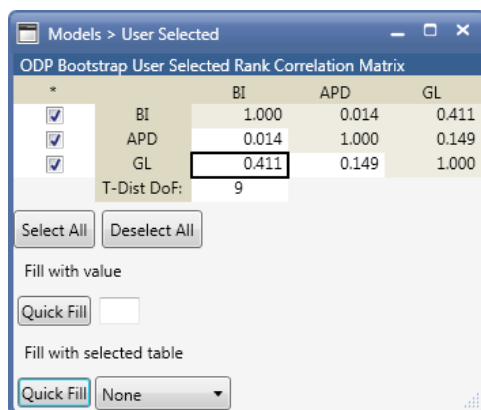 Models > User Selected
ODP Bootstrap User Selected Rank Correlation Matrix
* BI APD GL
BI 1.000 0.014 0.411
APD 0.014 1.000 0.149
GL 0.411 0.149 1.000
T-Dist DoF: 9
Select All Deselect All
Fill with value
Quick Fill
Fill with selected table
Quick Fill None